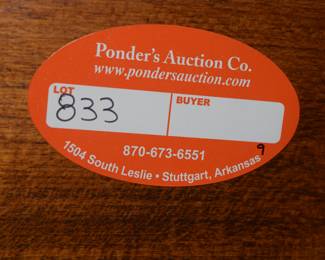 Ponder's Auction Co.
www.pondersauction.com
LOT
BUYER
833
870-673-6551
1504 South Leslie • Stuttgart, Arkansas
9